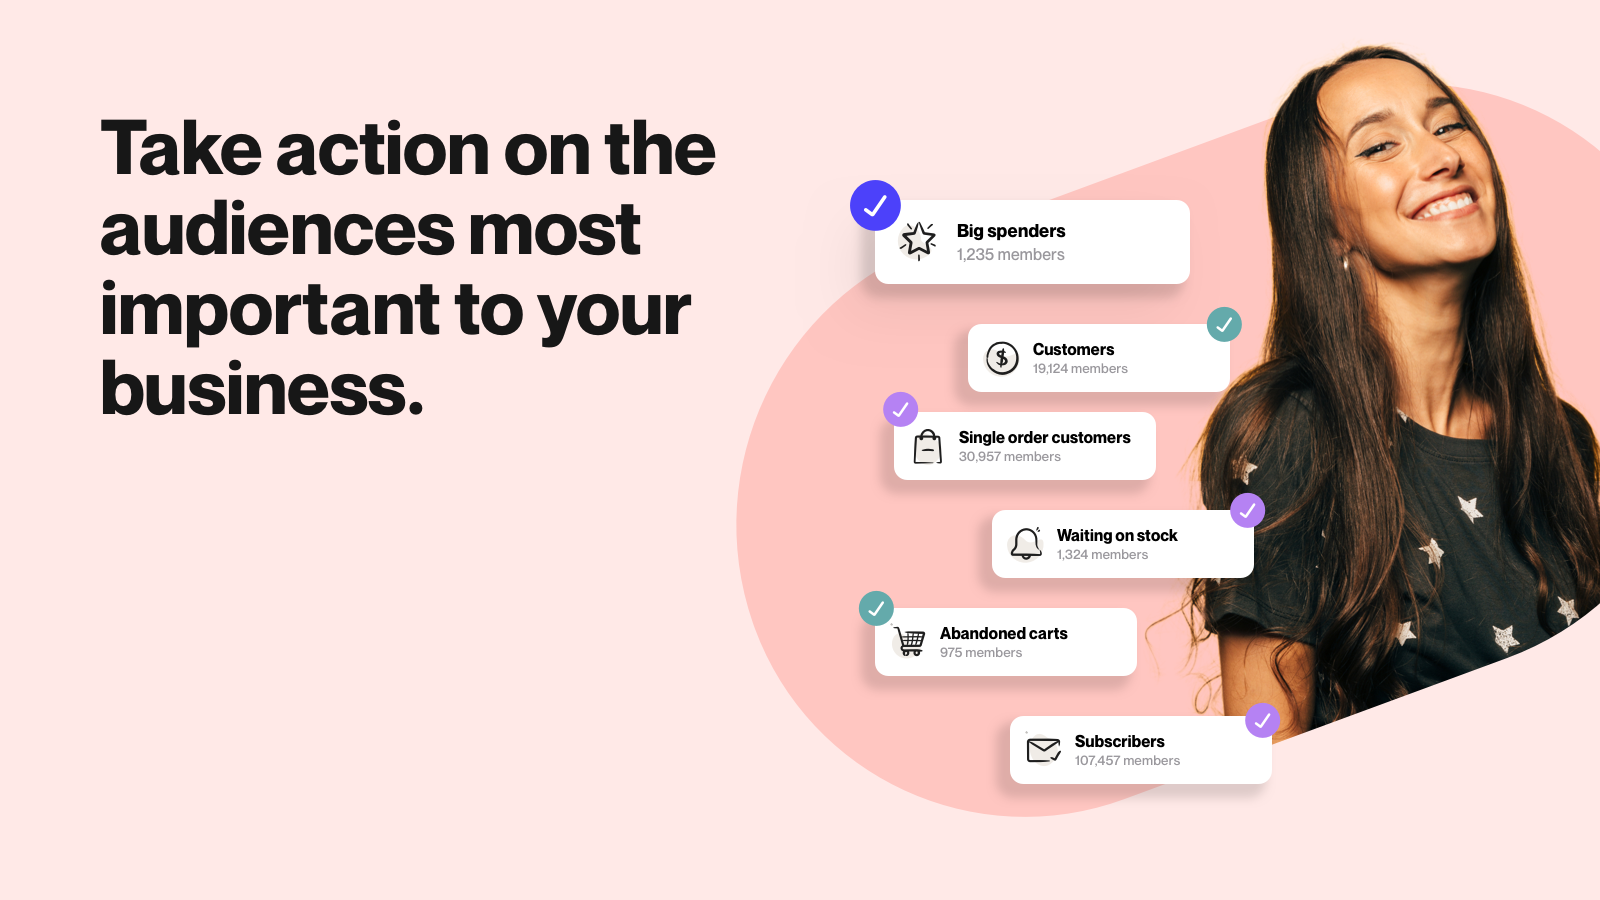 Take action on the
audiences most
important to your
business.
Big spenders
1,235 members
Customers
19,124 members
Single order customers
30,957 members
Waiting on stock
1,324 members
Abandoned carts
975 members
Subscribers
107,457 members